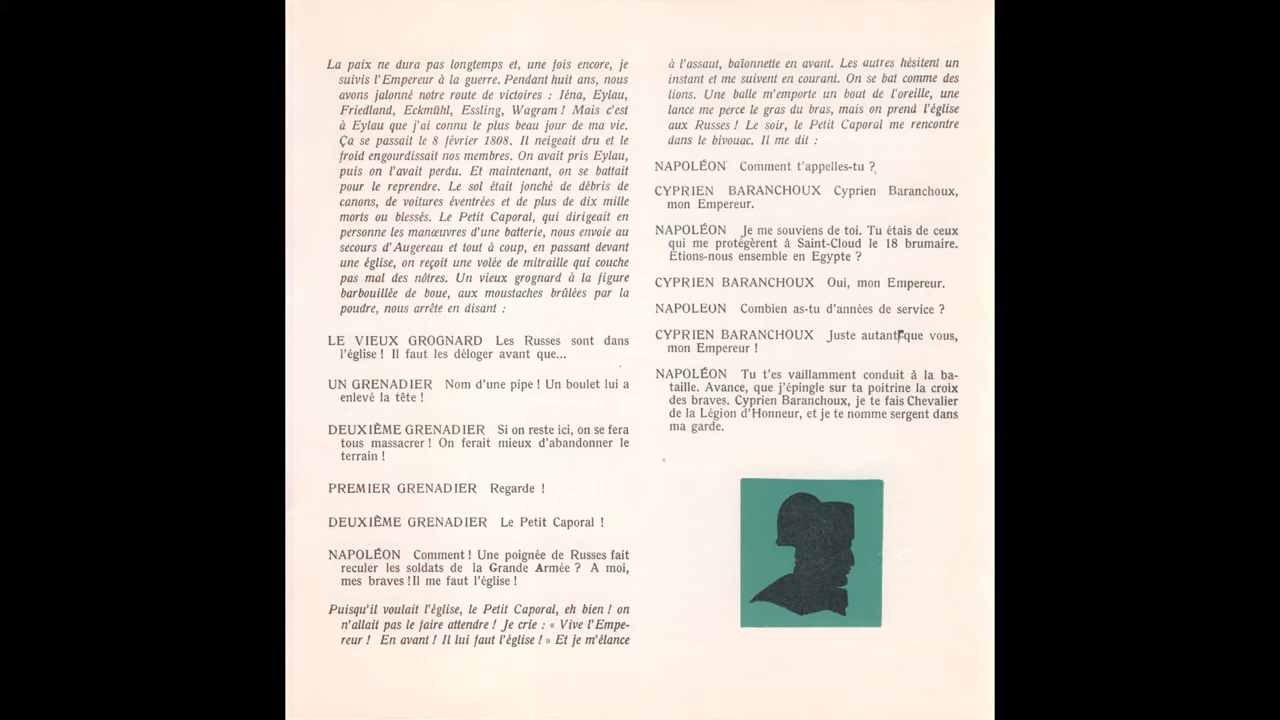 La paix ne dura pas longtemps et, une fois encore, je
suivis l'Empereur à la guerre. Pendant huit ans, nous
avons jalonné notre route de victoires : Iéna, Eylau,
Friedland, Eckmühl, Essling, Wagram ! Mais c'est
à Eylau que j'ai connu le plus beau jour de ma vie.
Ça se passait le 8 février 1808. Il neigeait dru et le
froid engourdissait nos membres. On avait pris Eylau,
puis on l'avait perdu. Et maintenant, on se battait
pour le reprendre. Le sol était jonché de débris de
canons, de voitures éventrées et de plus de dix mille
morts ou blessés. Le Petit Caporal, qui dirigeait en
personne les manœuvres d'une batterie, nous envoie au
secours d'Augereau et tout à coup, en passant devant
une église, on reçoit une volée de mitraille qui couche
pas mal des nôtres. Un vieux grognard à la figure
barbouillée de boue, aux moustaches brûlées par la
poudre, nous arrête en disant :
LE VIEUX GROGNARD Les Russes sont dans
l'église ! Il faut les déloger avant que...
UN GRENADIER Nom d'une pipe ! Un boulet lui a
enlevé la tête !
DEUXIÈME GRENADIER Si on reste ici, on se fera
tous massacrer ! On ferait mieux d'abandonner le
terrain !
PREMIER GRENADIER Regarde !
DEUXIÈME GRENADIER Le Petit Caporal !
NAPOLÉON Comment ! Une poignée de Russes fait
reculer les soldats de la Grande Armée ? A moi,
mes braves ! Il me faut l'église !
Puisqu'il voulait l'église, le Petit Caporal, eh bien ! on
n'allait pas le faire attendre ! Je crie : « Vive l'Empe-
reur ! En avant ! Il lui faut l'église ! » Et je m'élance
à l'assaut, baïonnette en avant. Les autres hésitent un
instant et me suivent en courant. On se bat comme des
lions. Une balle m'emporte un bout de l'oreille, une
lance me perce le gras du bras, mais on prend l'église
aux Russes ! Le soir, le Petit Caporal me rencontre
dans le bivouac. Il me dit :
NAPOLÉON Comment t'appelles-tu ?
CYPRIEN BARANCHOUX Cyprien Baranchoux,
mon Empereur.
NAPOLÉON Je me souviens de toi. Tu étais de ceux
qui me protégèrent à Saint-Cloud le 18 brumaire.
Etions-nous ensemble en Egypte ?
CYPRIEN BARANCHOUX Oui, mon Empereur.
NAPOLEON Combien as-tu d'années de service ?
CYPRIEN BARANCHOUX Juste autant que vous,
mon Empereur !
NAPOLÉON Tu t'es vaillamment conduit à la ba-
taille. Avance, que j'épingle sur ta poitrine la croix
des braves. Cyprien Baranchoux, je te fais Chevalier
de la Légion d'Honneur, et je te nomme sergent dans
ma garde.